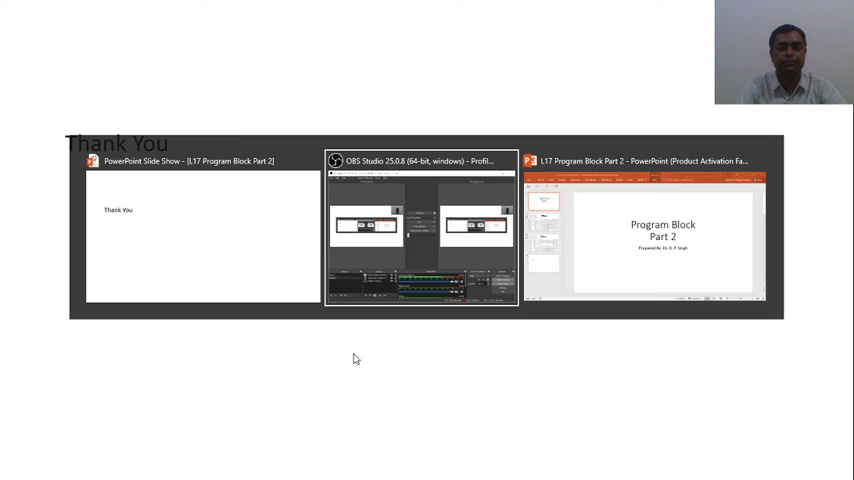 Thank You
PowerPoint Slide Show - [L17 Program Block Part 2]
OBS Studio 25.0.8 (64-bit, windows) - Profil...
L17 Program Block Part 2 - PowerPoint (Product Activation Fa...
Thank You
Program Block
Part 2
Prepared By: Dr. D. P. Singh